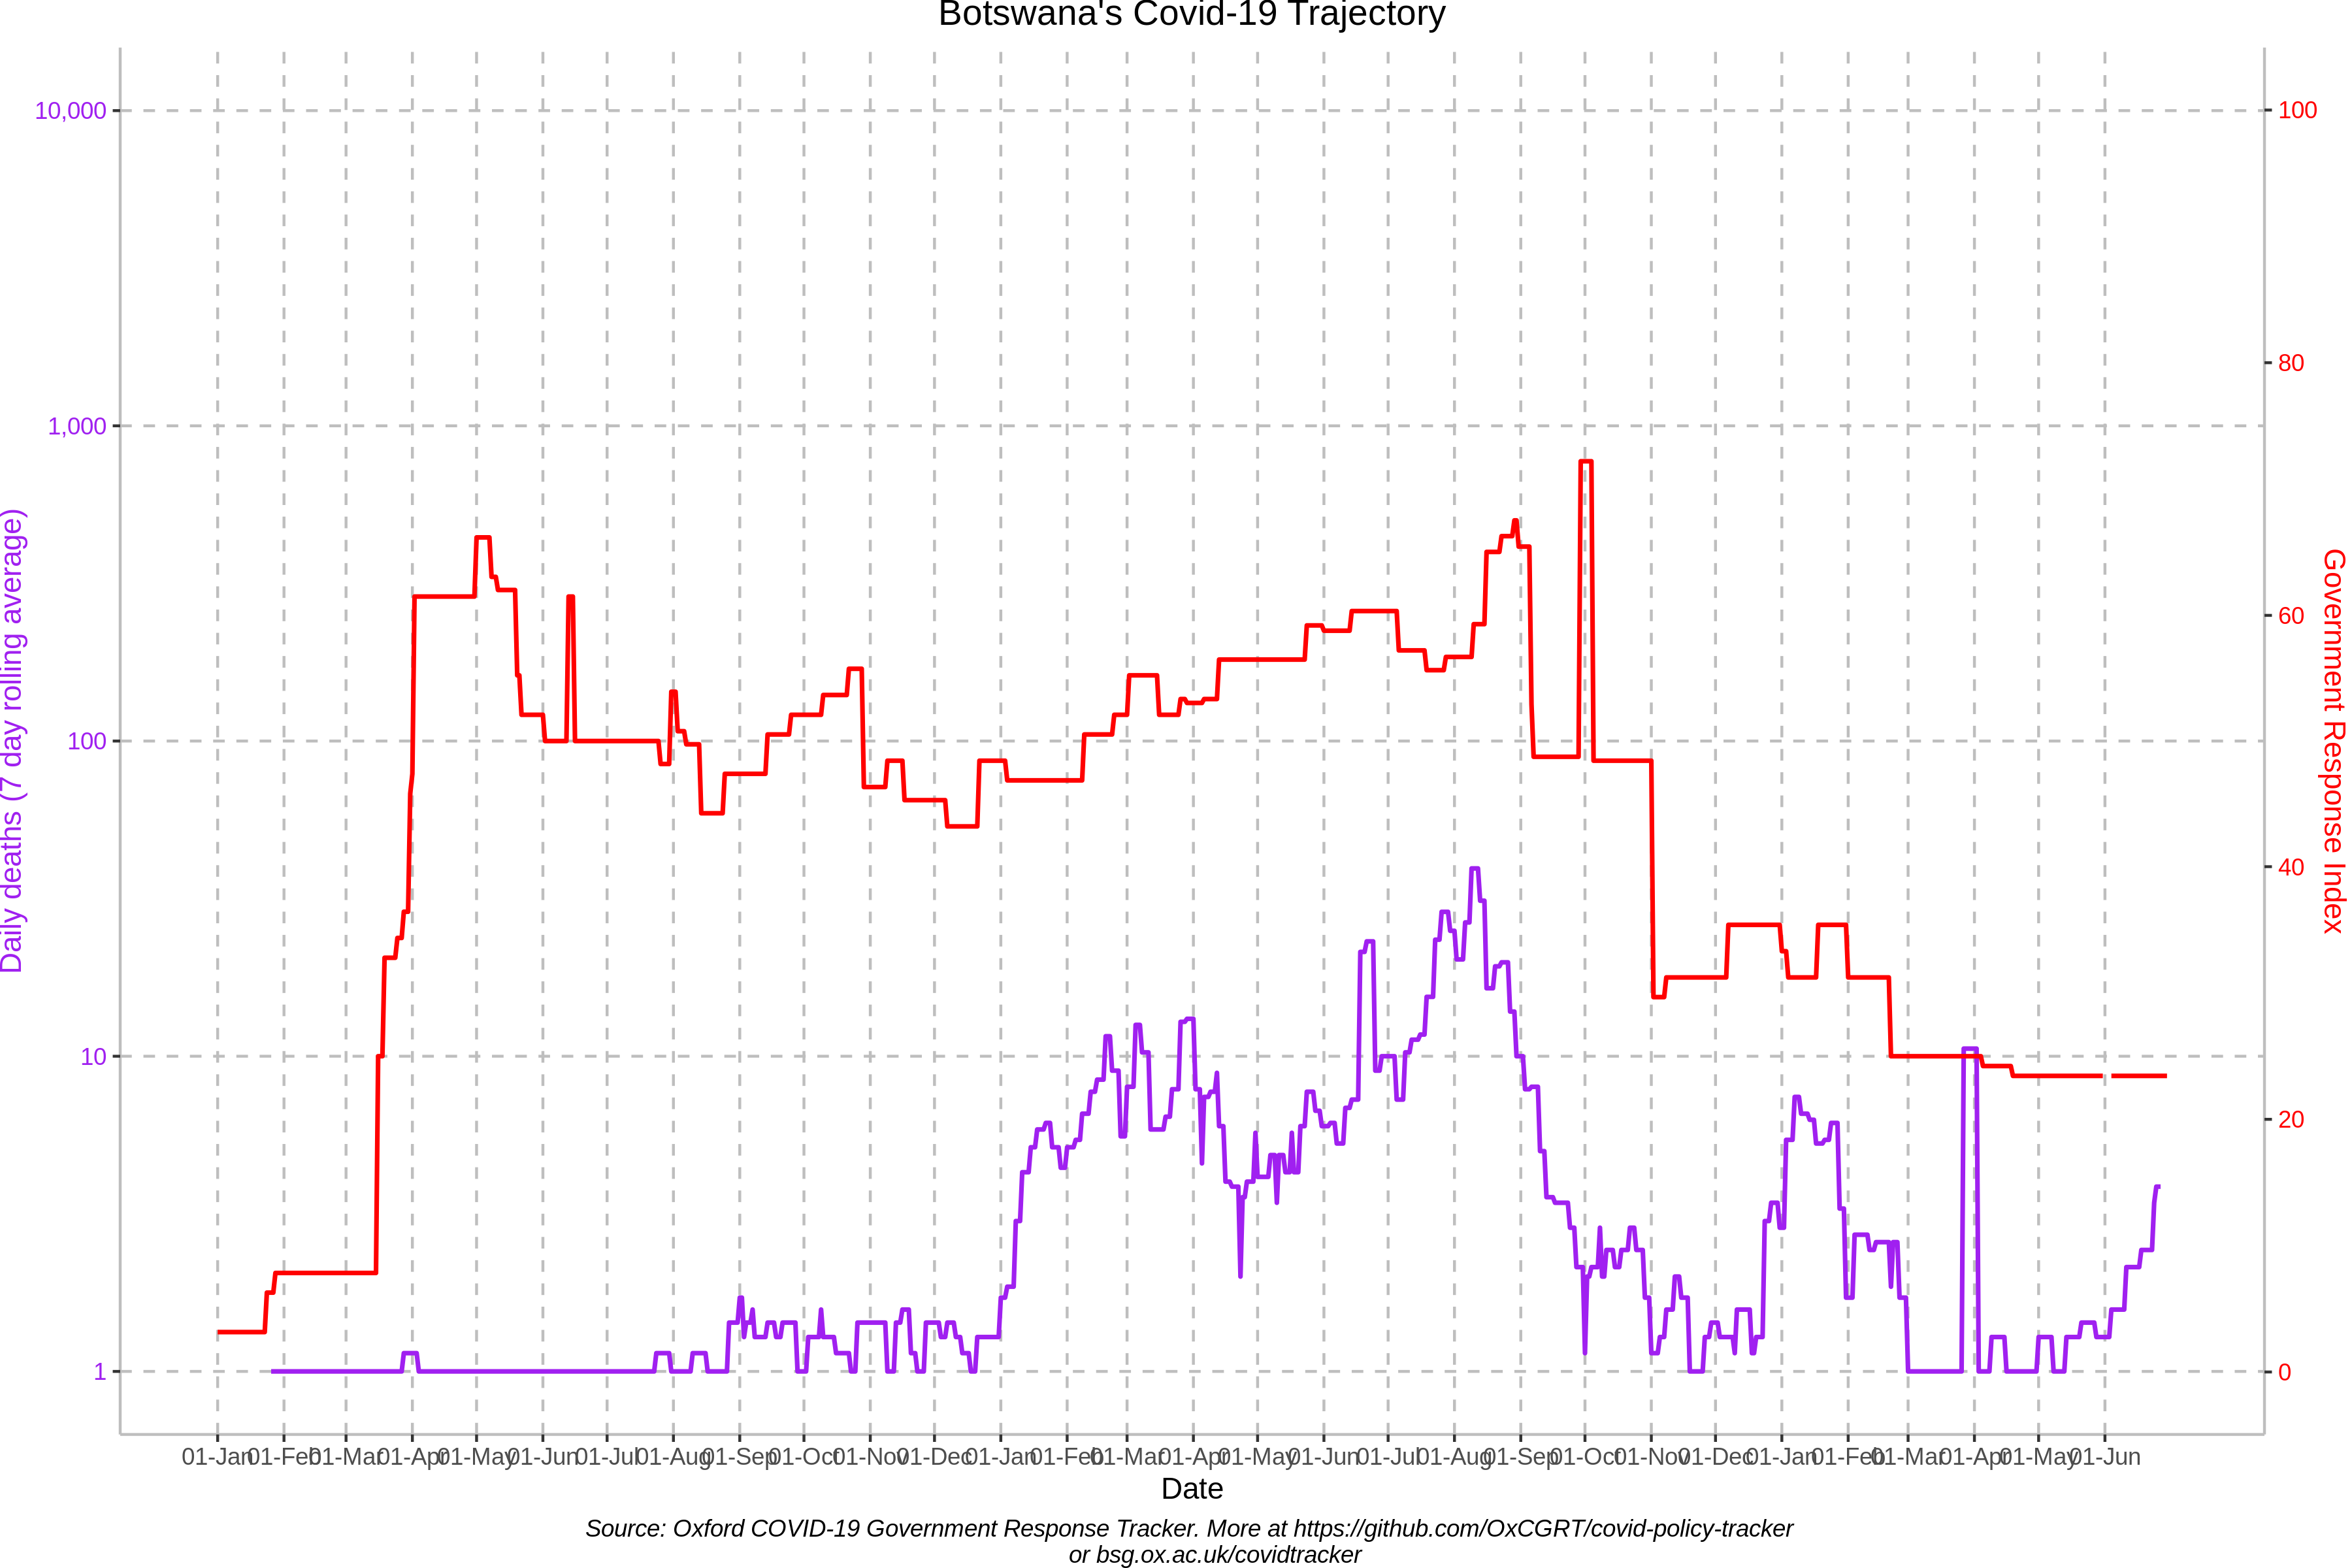 Botswana's Covid-19 Trajectory
10,000
1,000
100
10
1
Daily deaths (7 day rolling average)
100
80
60
40
20
0
Government Response Index
01-Jan 01-Feb 01-Mar 01-Apr 01-May 01-Jun 01-Jul 01-Aug 01-Sep 01-Oct 01-Nov 01-Dec 01-Jan 01-Feb 01-Mar 01-Apr 01-May 01-Jun 01-Jul 01-Aug 01-Sep 01-Oct 01-Nov 01-Dec 01-Jan 01-Feb 01-Mar 01-Apr 01-May 01-Jun
Date
Source: Oxford COVID-19 Government Response Tracker. More at https://github.com/OxCGRT/covid-policy-tracker
or bsg.ox.ac.uk/covidtracker